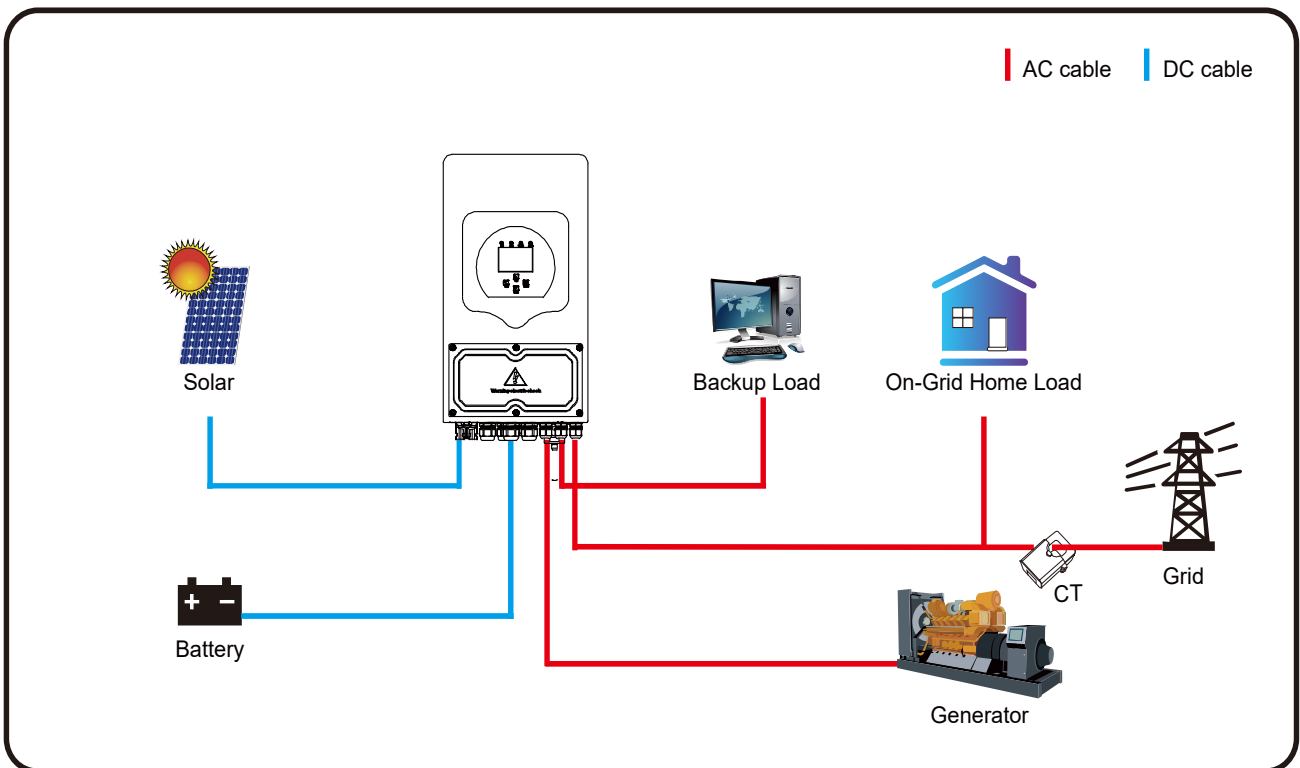 AC cable
DC cable
Solar
Backup Load
On-Grid Home Load
Grid
CT
Battery
Generator